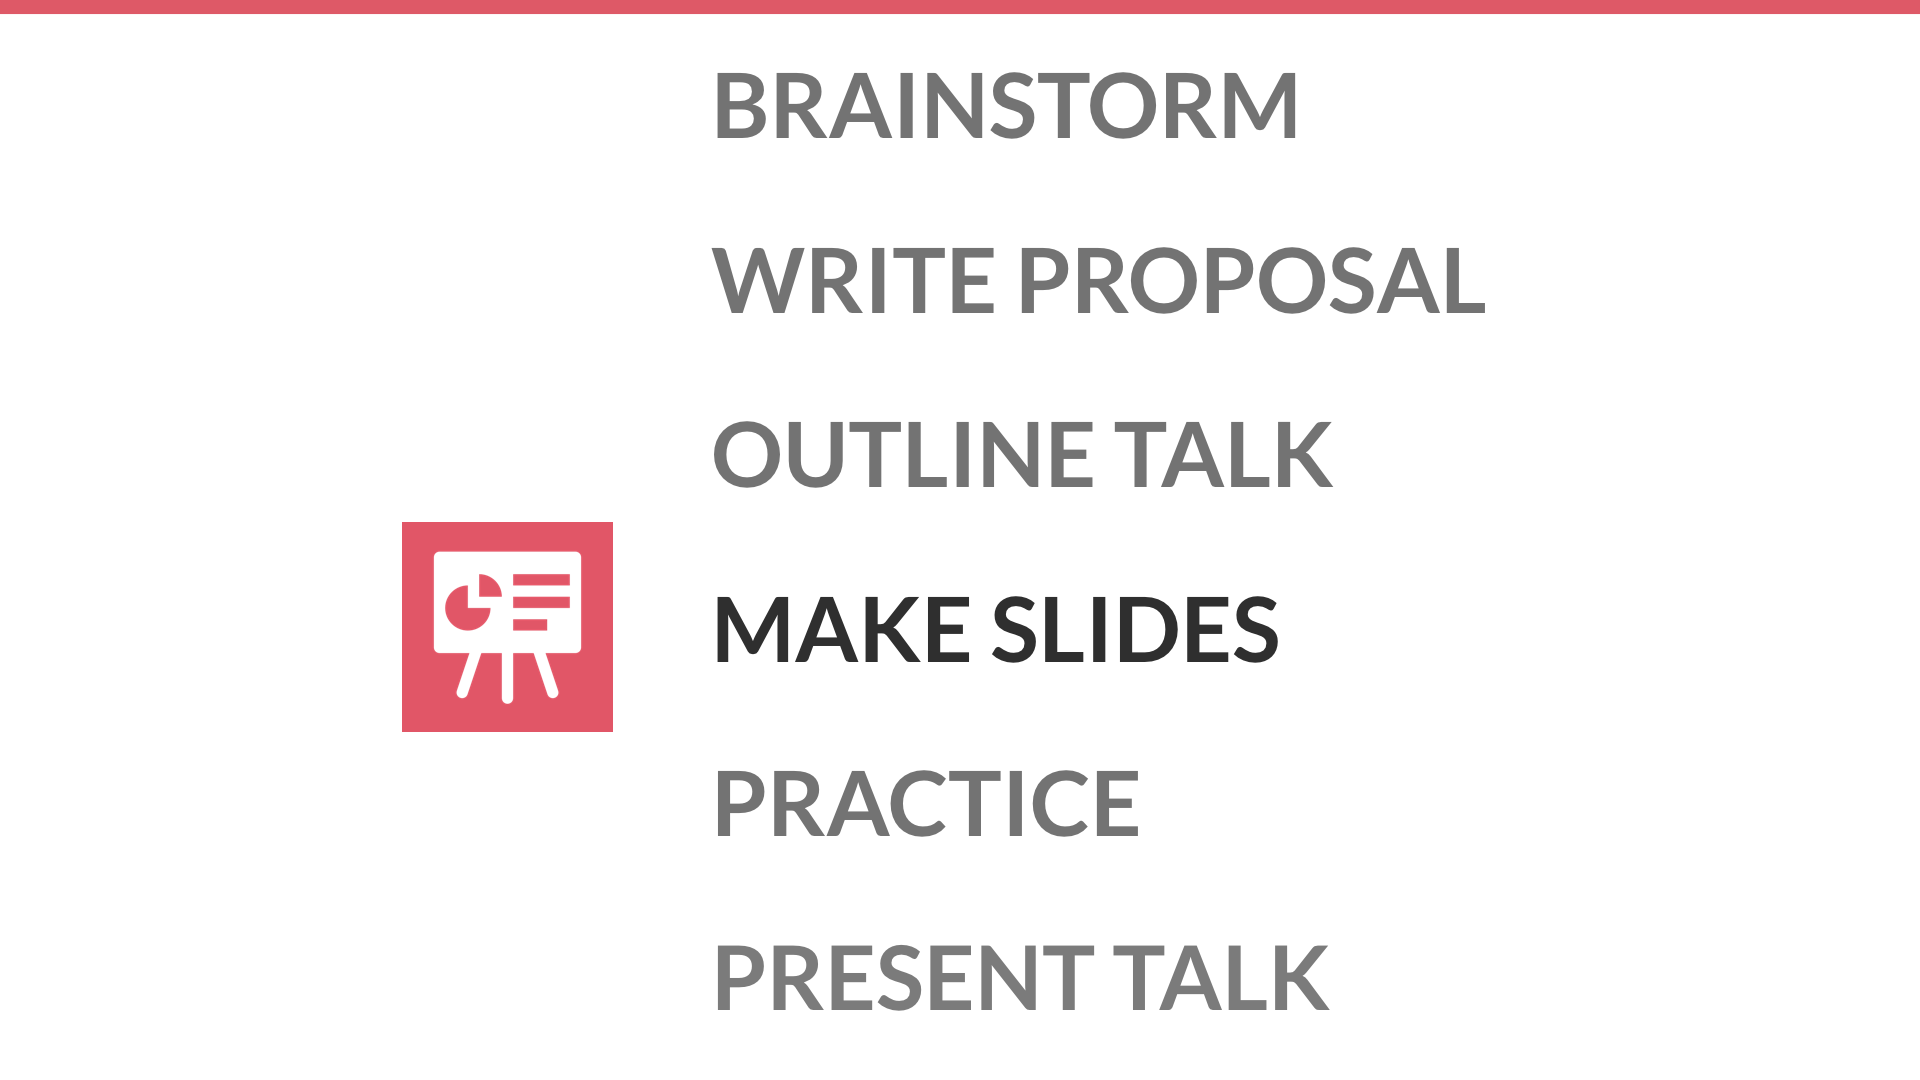 BRAINSTORM
WRITE PROPOSAL
OUTLINE TALK
MAKE SLIDES
PRACTICE
PRESENT TALK